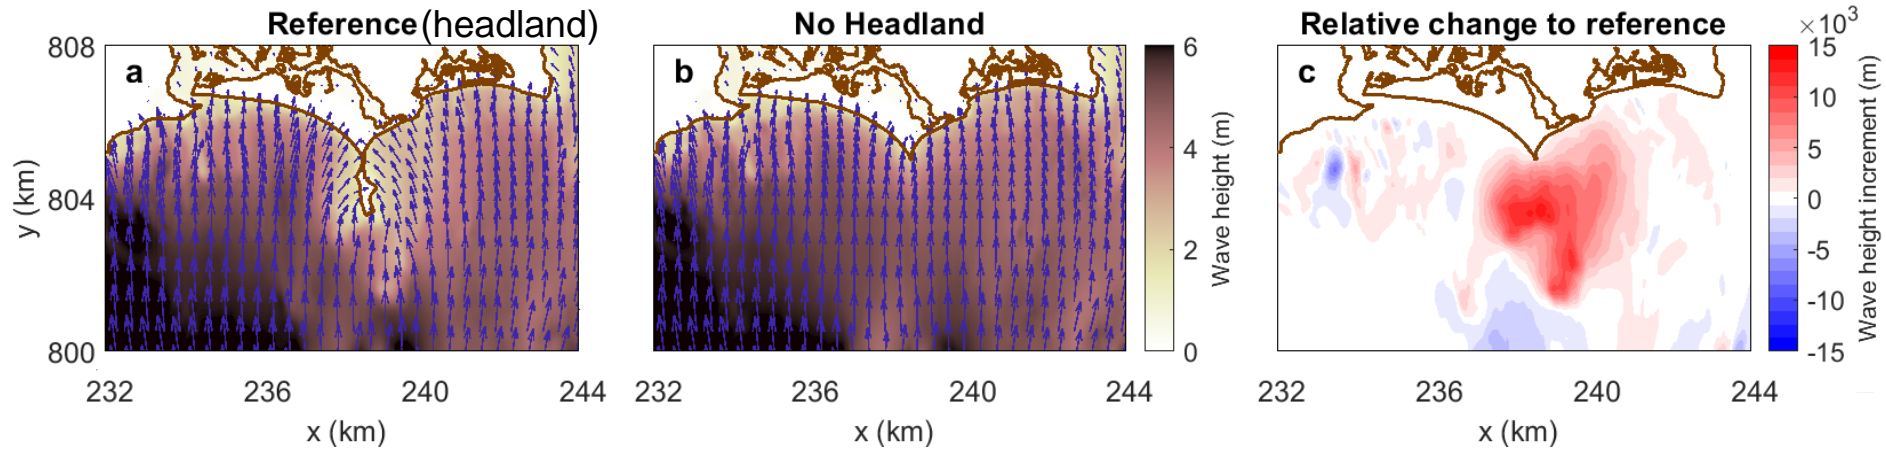 Reference (headland)
No Headland
Relative change to reference
×10³
808
804
800
y (km)
a
b
c
6
4
2
0
Wave height (m)
15
10
5
0
-5
-10
-15
Wave height increment (m)
232 236 240 244
232 236 240 244
232 236 240 244
x (km)
x (km)
x (km)